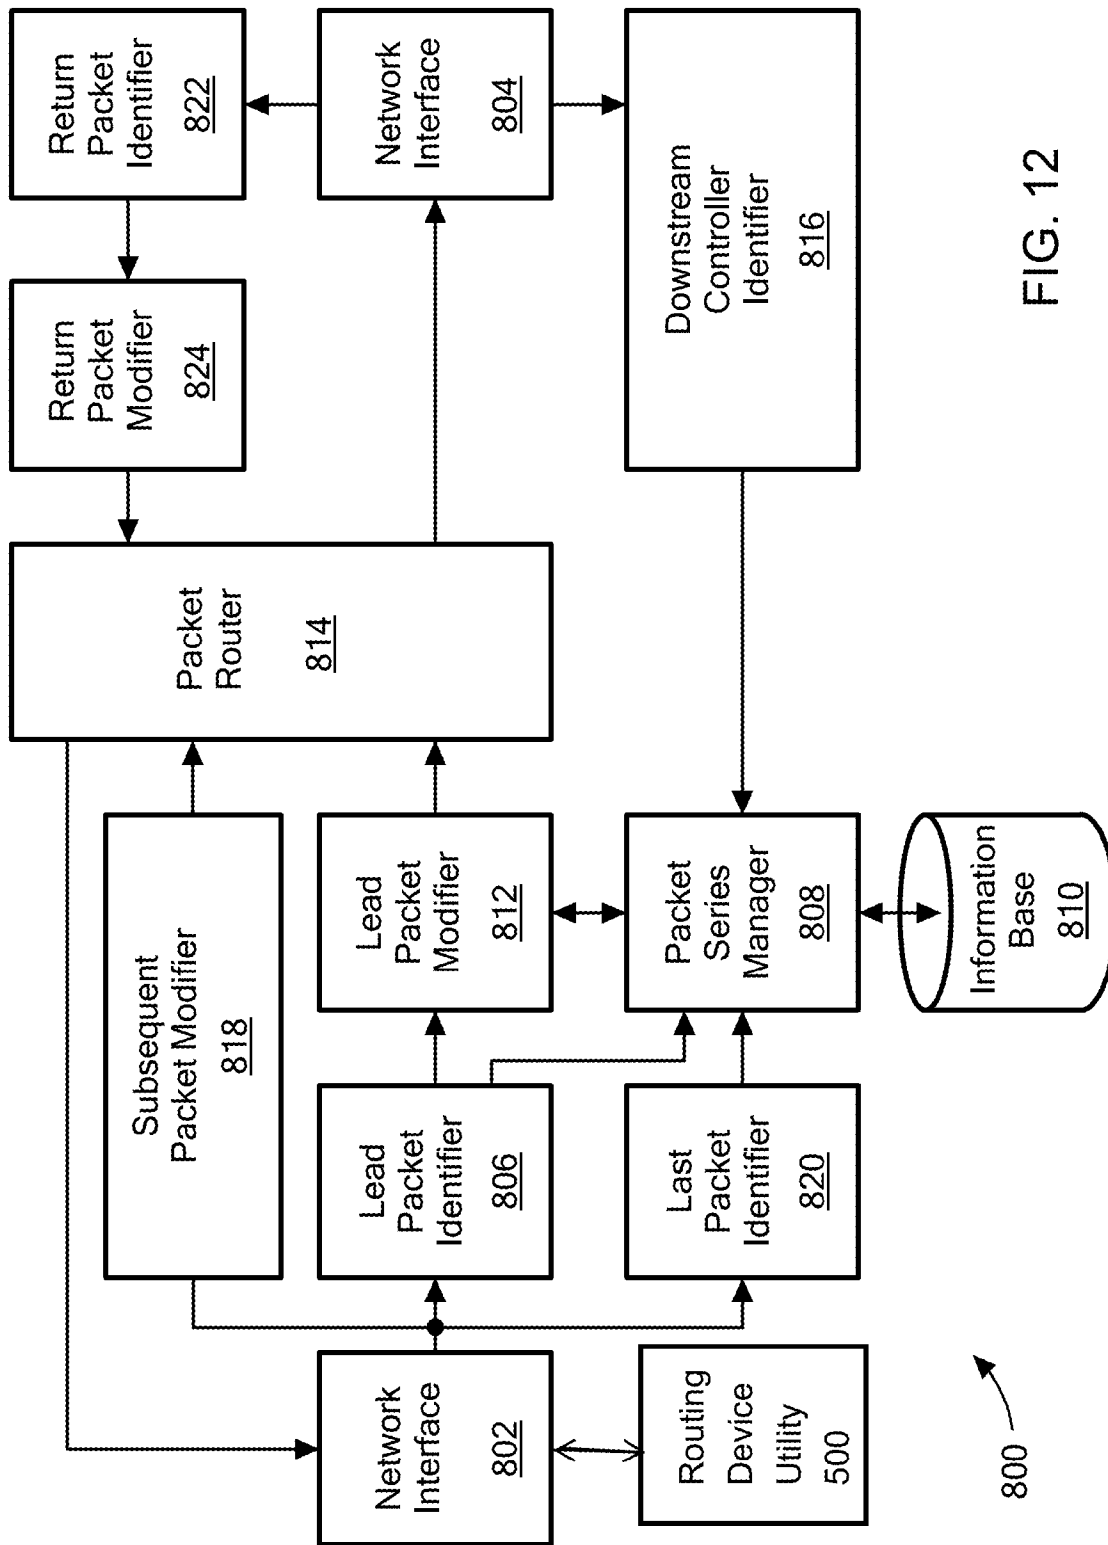 Network
Interface
802
Routing
Device
Utility
500
800
Subsequent
Packet Modifier
818
Lead
Packet
Identifier
806
Last
Packet
Identifier
820
Lead
Packet
Modifier
812
Packet
Series
Manager
808
Information
Base
810
Packet
Router
814
Return
Packet
Modifier
824
Return
Packet
Identifier
822
Network
Interface
804
Downstream
Controller
Identifier
816
FIG. 12